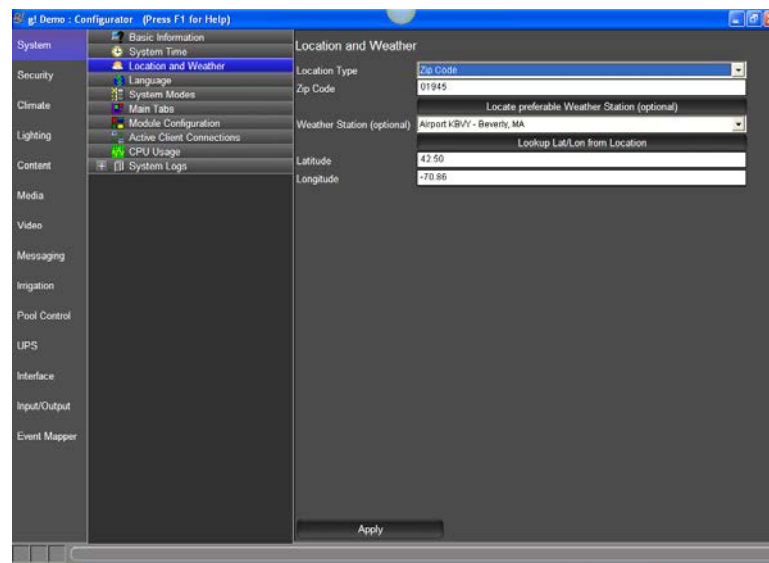 g! Demo : Configurator (Press F1 for Help)
System
Security
Climate
Lighting
Content
Media
Video
Messaging
Irrigation
Pool Control
UPS
Interface
Input/Output
Event Mapper
Basic Information
System Time
Location and Weather
Language
System Modes
Main Tabs
Module Configuration
Active Client Connections
CPU Usage
System Logs
Location and Weather
Location Type Zip Code
Zip Code 01945
Locate preferable Weather Station (optional)
Weather Station (optional) Airport KBVY - Beverly, MA
Lookup Lat/Lon from Location
Latitude 42.50
Longitude -70.86
Apply